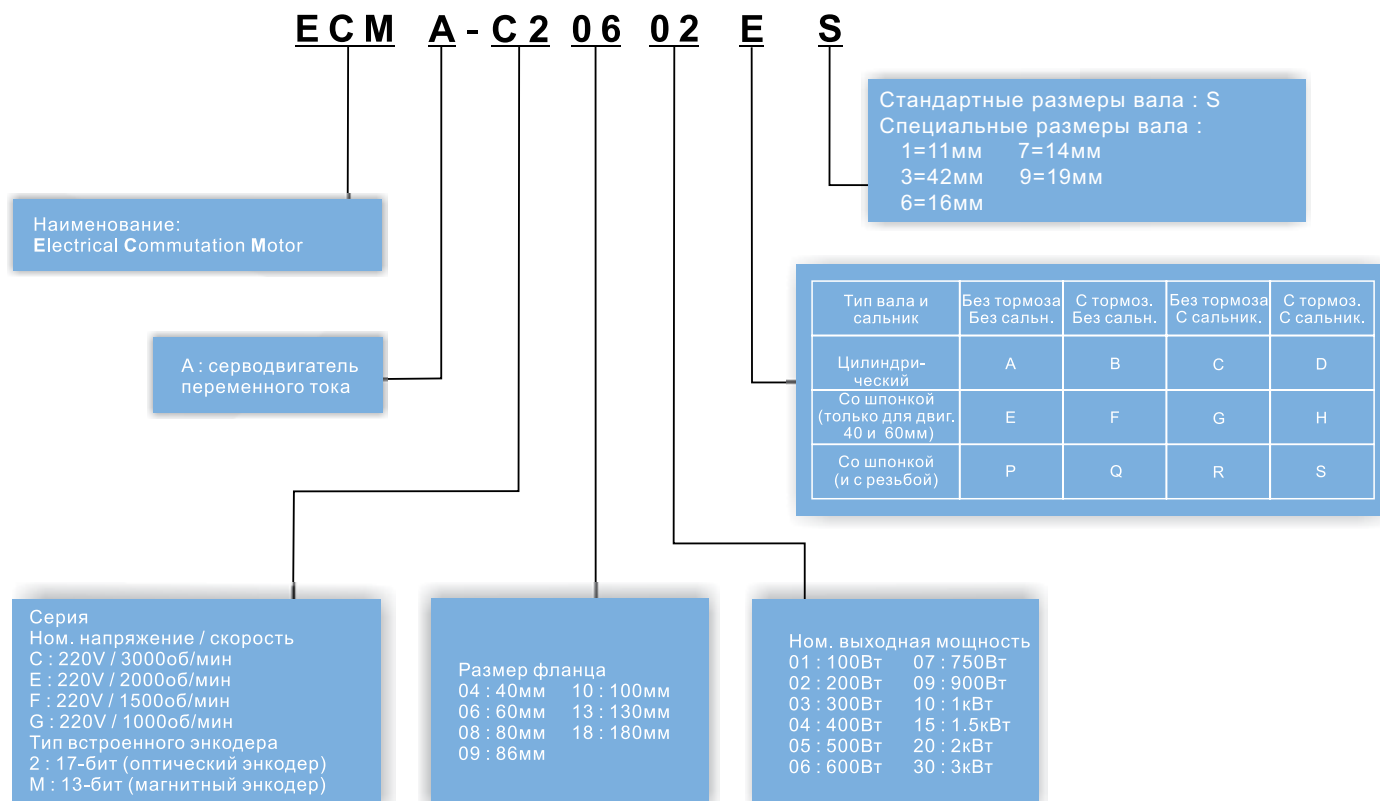 ECM A-C2 06 02 E S
Стандартные размеры вала : S
Специальные размеры вала :
1=11мм 7=14мм
3=42мм 9=19мм
6=16мм
Наименование:
Electrical Commutation Motor
Тип вала и сальник Без тормоза Без сальн. С тормоз. Без сальн. Без тормоза С сальник. С тормоз. С сальник.
Цилиндри-
ческий A B C D
Со шпонкой
(только для двиг.
40 и 60мм) E F G H
Со шпонкой
(и с резьбой) P Q R S
А : серводвигатель
переменного тока
Серия
Ном. напряжение / скорость
C : 220V / 3000об/мин
E : 220V / 2000об/мин
F : 220V / 1500об/мин
G : 220V / 1000об/мин
Тип встроенного энкодера
2 : 17-бит (оптический энкодер)
M : 13-бит (магнитный энкодер)
Размер фланца
04 : 40мм 10 : 100мм
06 : 60мм 13 : 130мм
08 : 80мм 18 : 180мм
09 : 86мм
Ном. выходная мощность
01 : 100Вт 07 : 750Вт
02 : 200Вт 09 : 900Вт
03 : 300Вт 10 : 1кВт
04 : 400Вт 15 : 1.5кВт
05 : 500Вт 20 : 2кВт
06 : 600Вт 30 : 3кВт